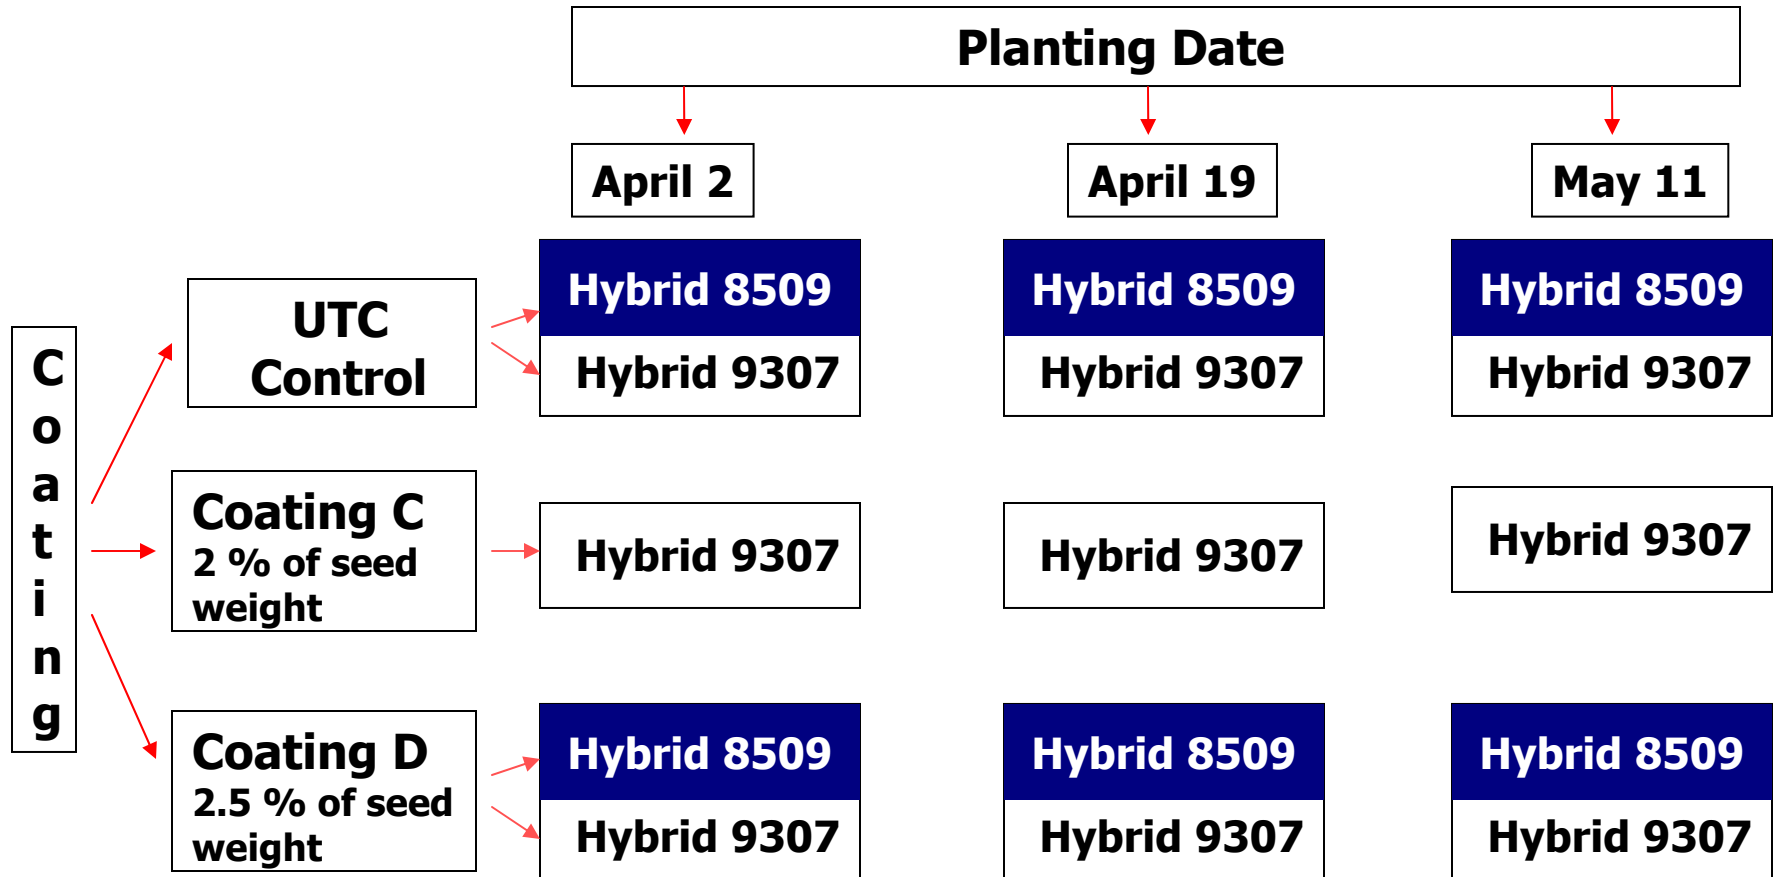 Planting Date
April 2
April 19
May 11
Coating
UTC
Control
Hybrid 8509
Hybrid 9307
Hybrid 8509
Hybrid 9307
Hybrid 8509
Hybrid 9307
Coating C
2 % of seed
weight
Hybrid 9307
Hybrid 9307
Hybrid 9307
Coating D
2.5 % of seed
weight
Hybrid 8509
Hybrid 9307
Hybrid 8509
Hybrid 9307
Hybrid 8509
Hybrid 9307